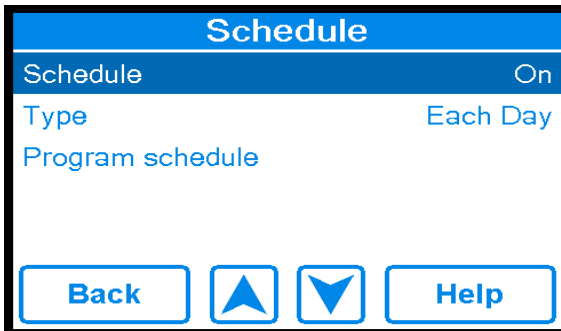 Schedule
Schedule On
Type Each Day
Program schedule
Back Help